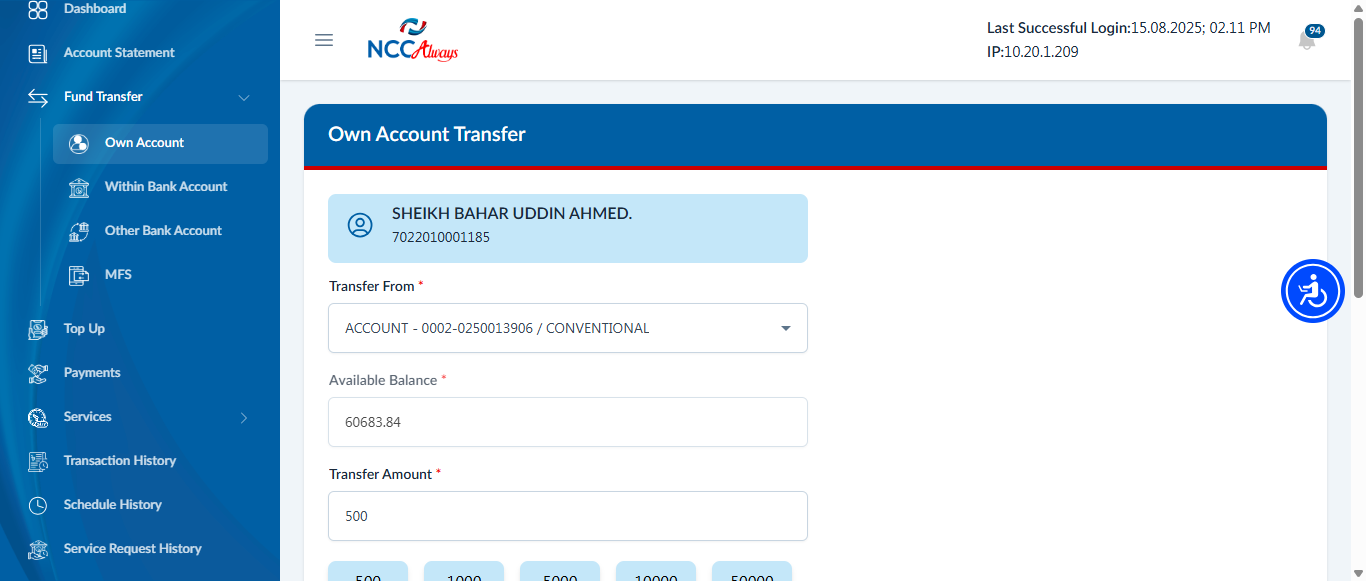 Dashboard
Account Statement
Fund Transfer
Own Account
Within Bank Account
Other Bank Account
MFS
Top Up
Payments
Services
Transaction History
Schedule History
Service Request History
NCC Always
Last Successful Login:15.08.2025; 02.11 PM
IP:10.20.1.209
94
Own Account Transfer
SHEIKH BAHAR UDDIN AHMED.
7022010001185
Transfer From *
ACCOUNT - 0002-0250013906 / CONVENTIONAL
Available Balance *
60683.84
Transfer Amount *
500
500 1000 5000 10000 50000